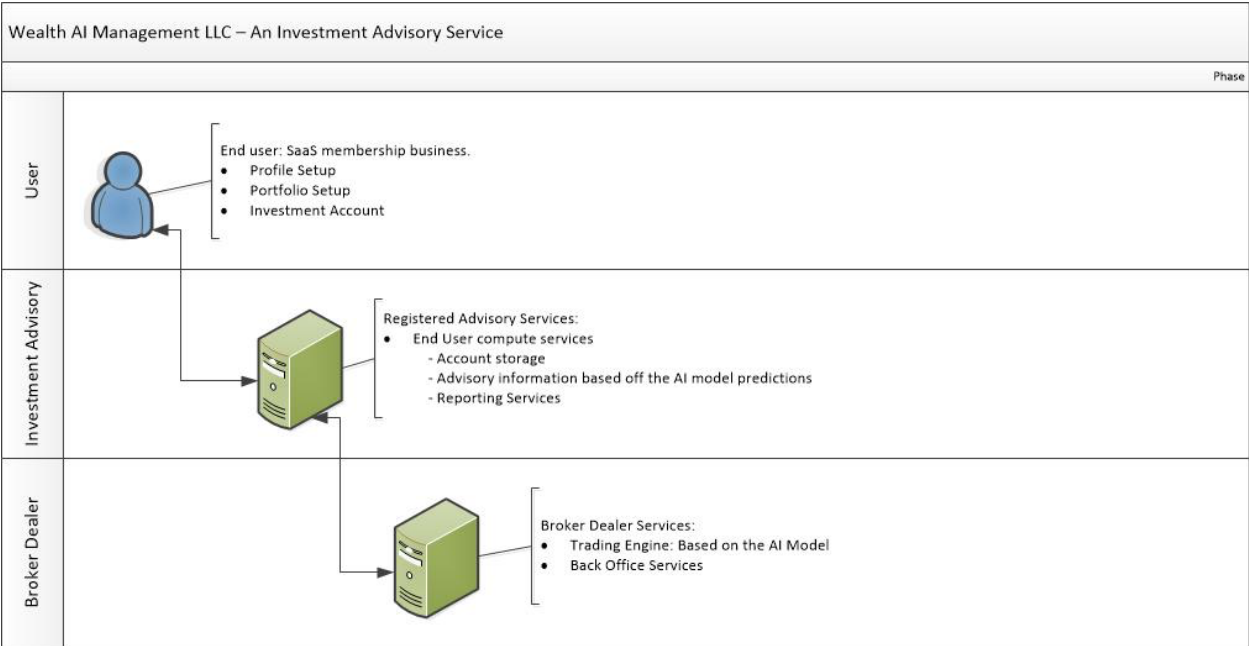 Wealth AI Management LLC – An Investment Advisory Service
Phase
User
End user: SaaS membership business.
● Profile Setup
● Portfolio Setup
● Investment Account
Investment Advisory
Registered Advisory Services:
● End User compute services
- Account storage
- Advisory information based off the AI model predictions
- Reporting Services
Broker Dealer
Broker Dealer Services:
● Trading Engine: Based on the AI Model
● Back Office Services